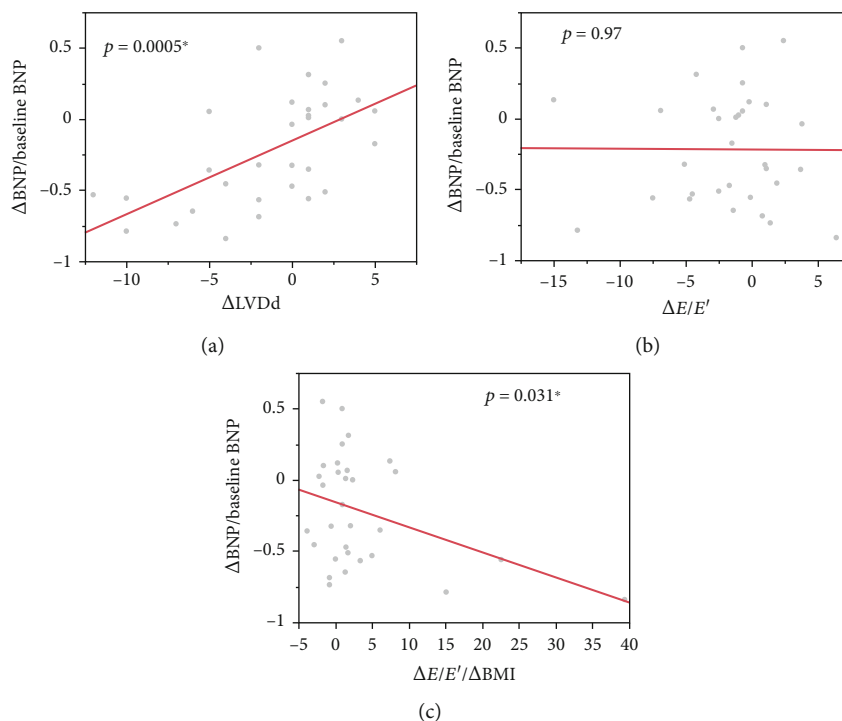 p = 0.0005*
ΔBNP/baseline BNP
0.5
0
−0.5
−1
−10
−5
0
5
ΔLVDd
(a)
p = 0.97
ΔBNP/baseline BNP
0.5
0
−0.5
−1
−15
−10
−5
0
5
ΔE/E′
(b)
p = 0.031*
ΔBNP/baseline BNP
0.5
0
−0.5
−1
−5
0
5
10
15
20
25
30
35
40
ΔE/E′/ΔBMI
(c)